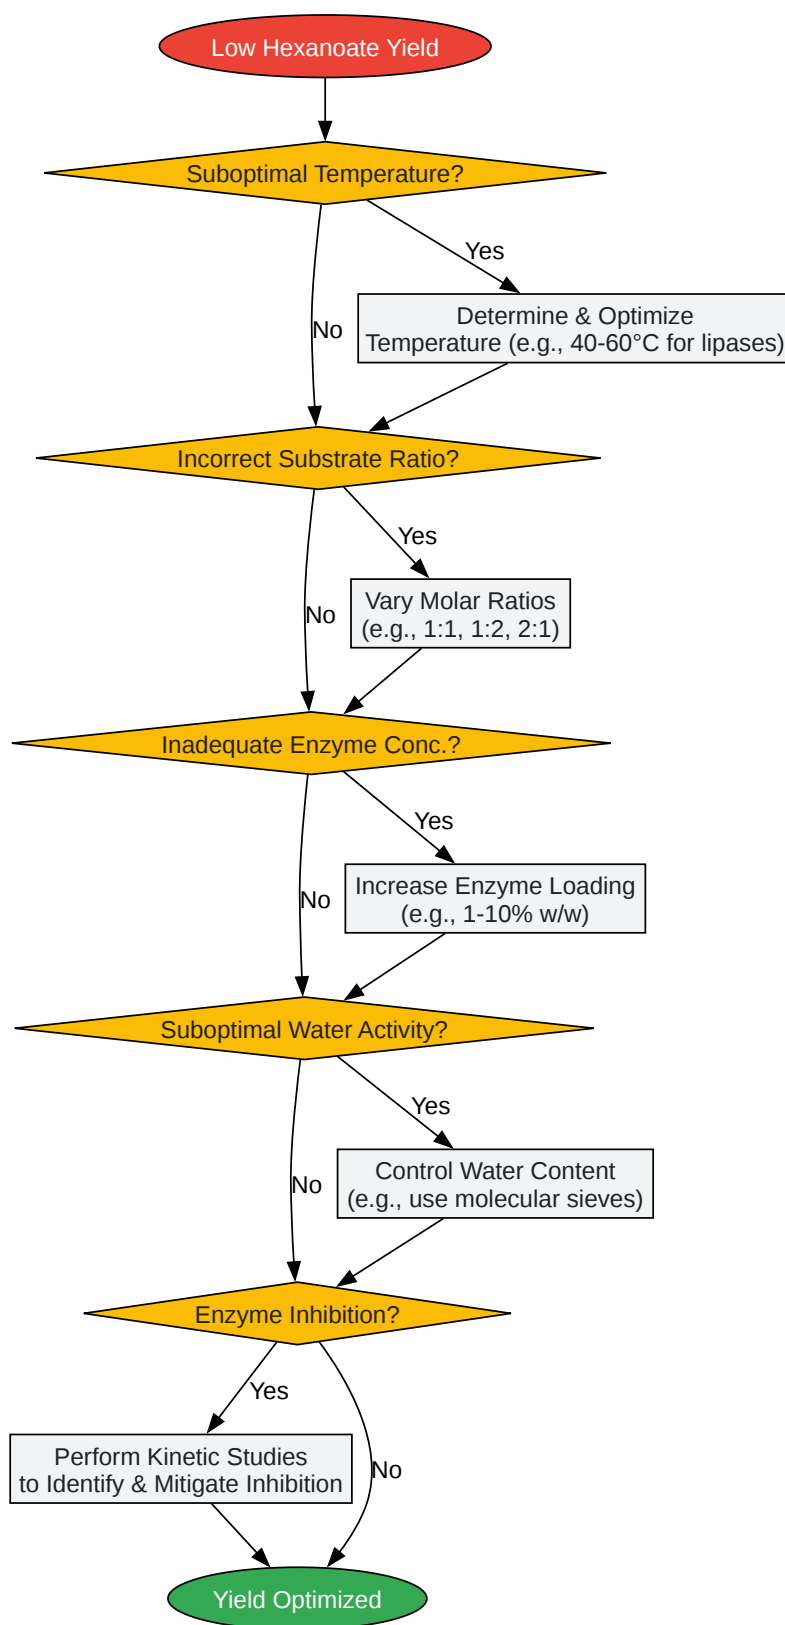 Low Hexanoate Yield
Suboptimal Temperature?
Yes
Determine & Optimize
Temperature (e.g., 40-60°C for lipases)
No
Incorrect Substrate Ratio?
Yes
Vary Molar Ratios
(e.g., 1:1, 1:2, 2:1)
No
Inadequate Enzyme Conc.?
Yes
Increase Enzyme Loading
(e.g., 1-10% w/w)
No
Suboptimal Water Activity?
Yes
Control Water Content
(e.g., use molecular sieves)
No
Enzyme Inhibition?
Yes
Perform Kinetic Studies
to Identify & Mitigate Inhibition
No
Yield Optimized